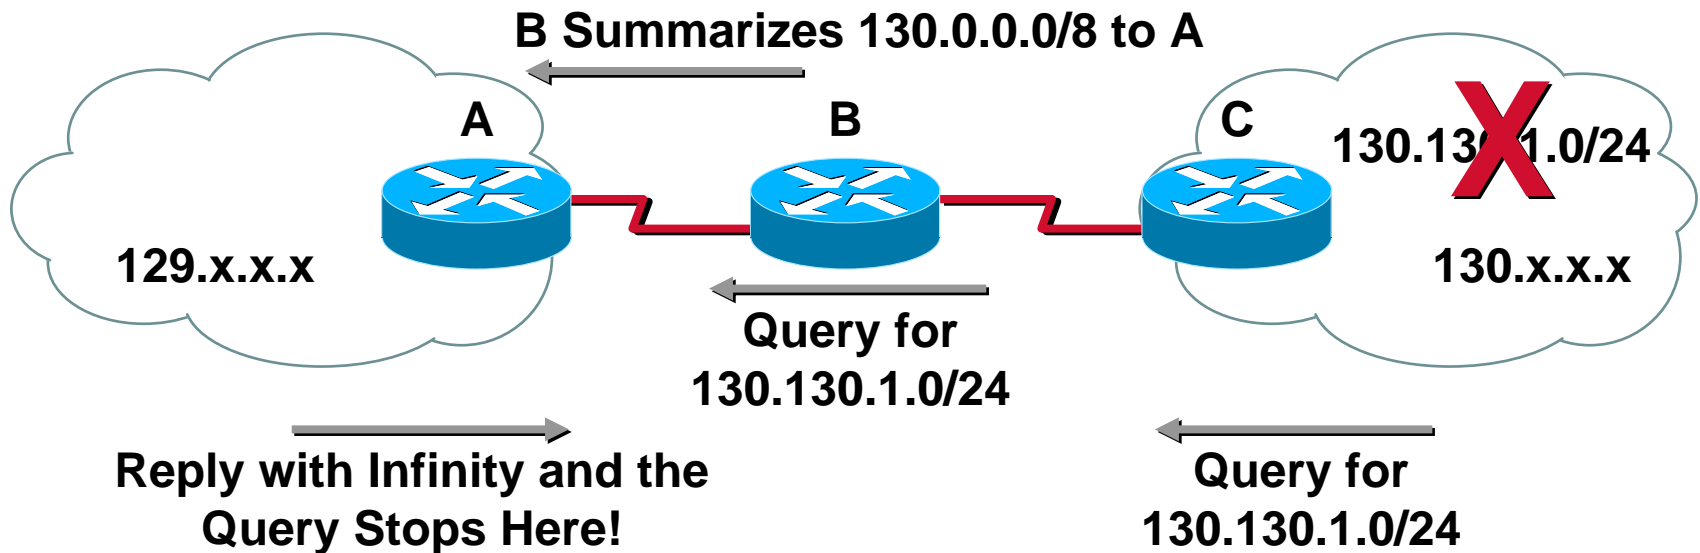 B Summarizes 130.0.0.0/8 to A
A
B
C
130.130.1.0/24
129.x.x.x
130.x.x.x
Query for
130.130.1.0/24
Reply with Infinity and the
Query Stops Here!
Query for
130.130.1.0/24